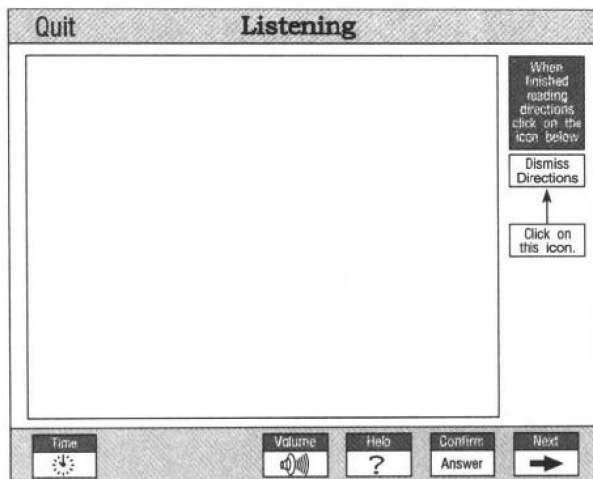 Quit
Listening
When
finished
reading
directions
click on the
icon below
Dismiss
Directions
Click on
this icon.
Time
Volume
Help
Confirm
Next
?
Answer